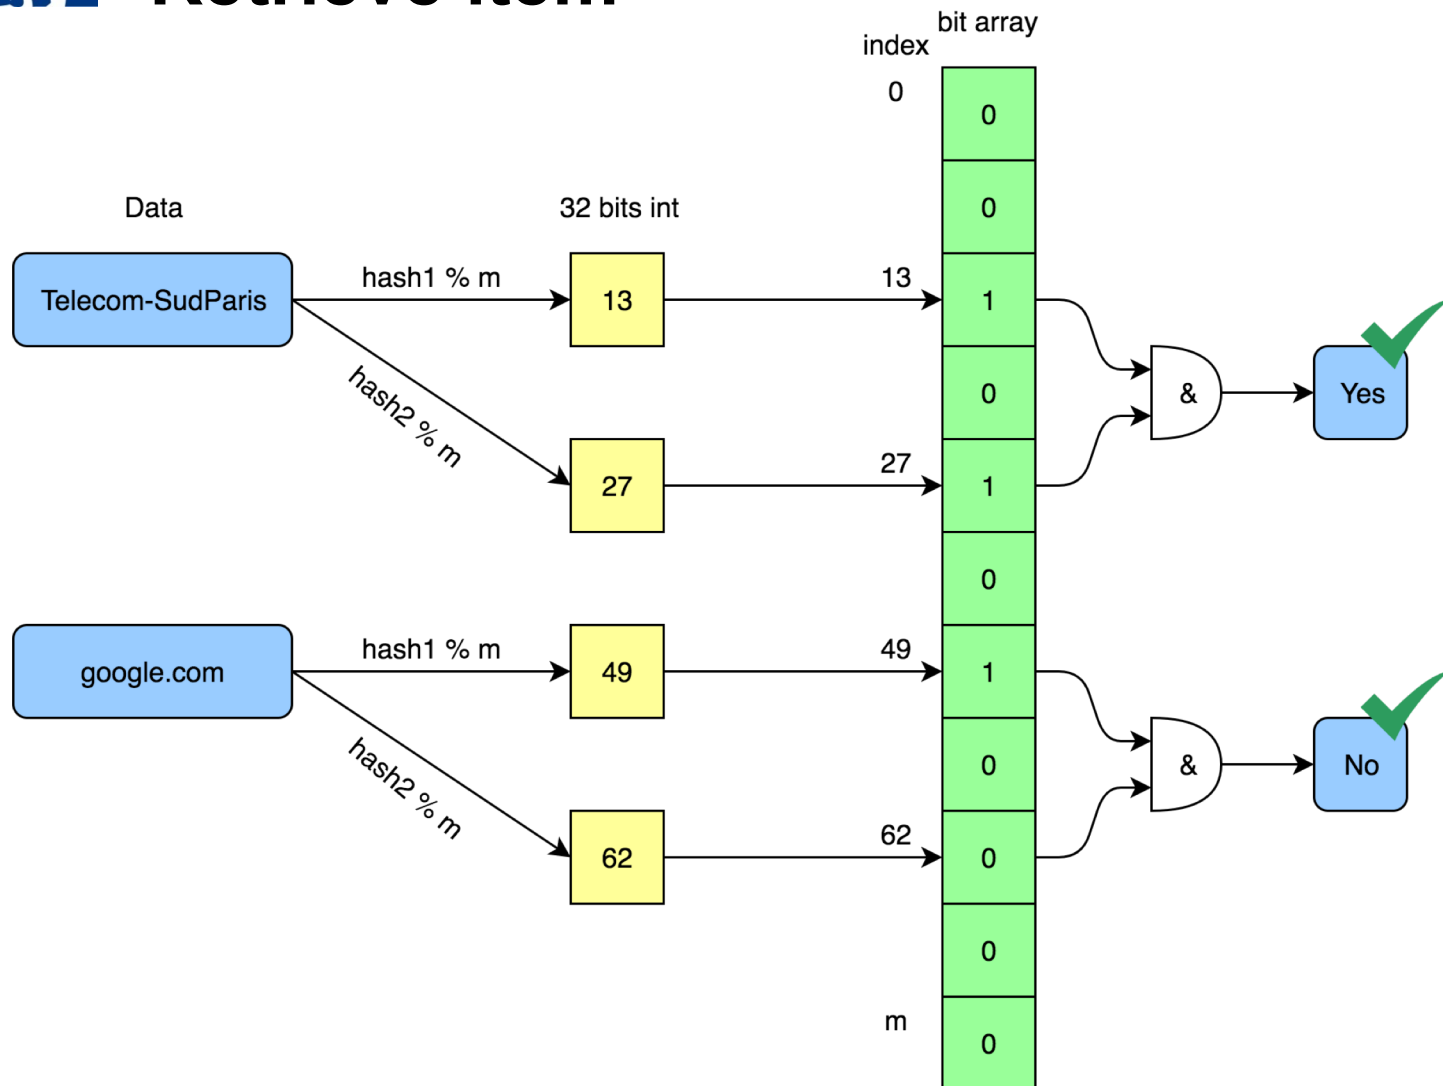 bit array
index
0
0
0
Data
32 bits int
Telecom-SudParis
hash1 % m
13
13
1
hash2 % m
0
&
Yes
27
27
1
0
google.com
hash1 % m
49
49
1
hash2 % m
0
&
No
62
62
0
0
m
0